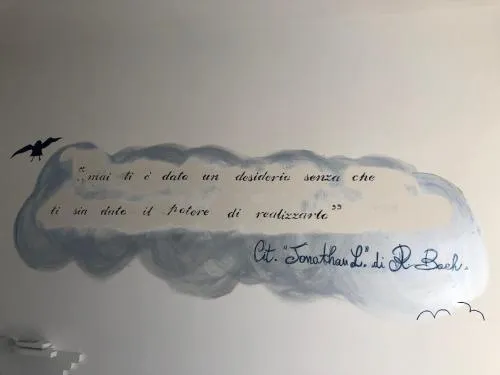 "mai ti è dato un desiderio senza che
ti sia dato il potere di realizzarlo"
Cit. "Jonathan L." di R. Bach.